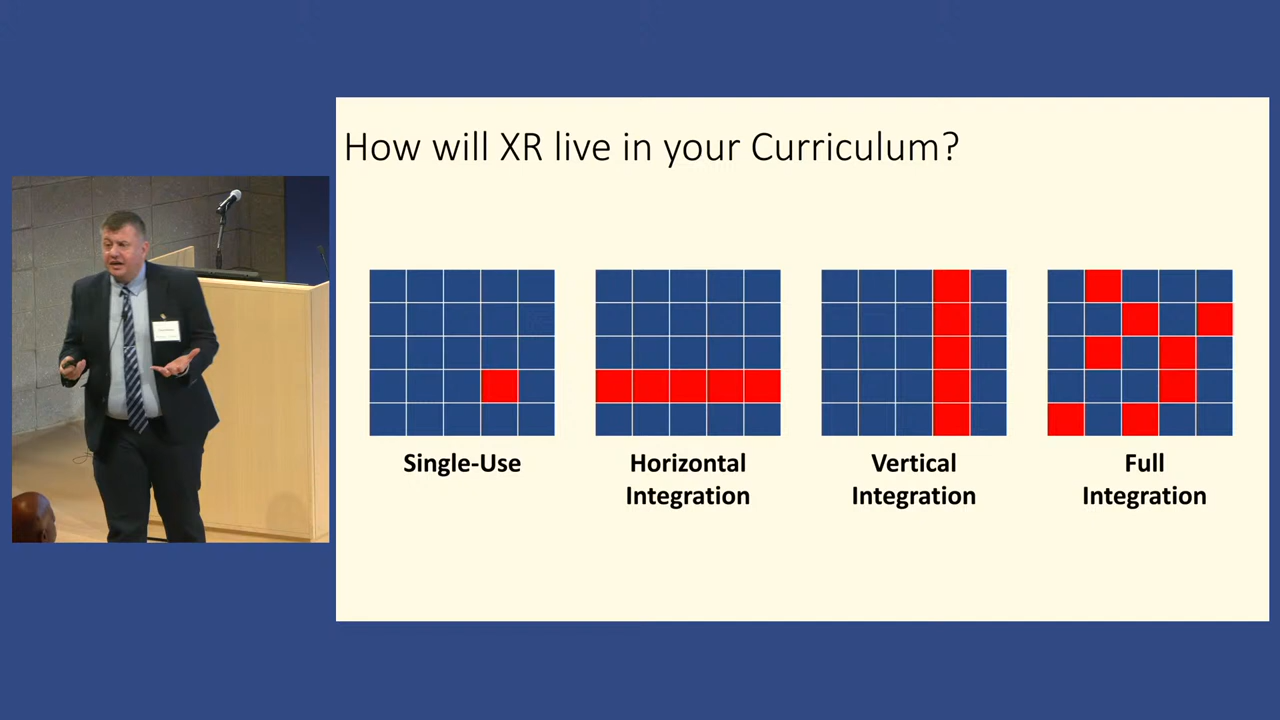 How will XR live in your Curriculum?
Single-Use
Horizontal
Integration
Vertical
Integration
Full
Integration